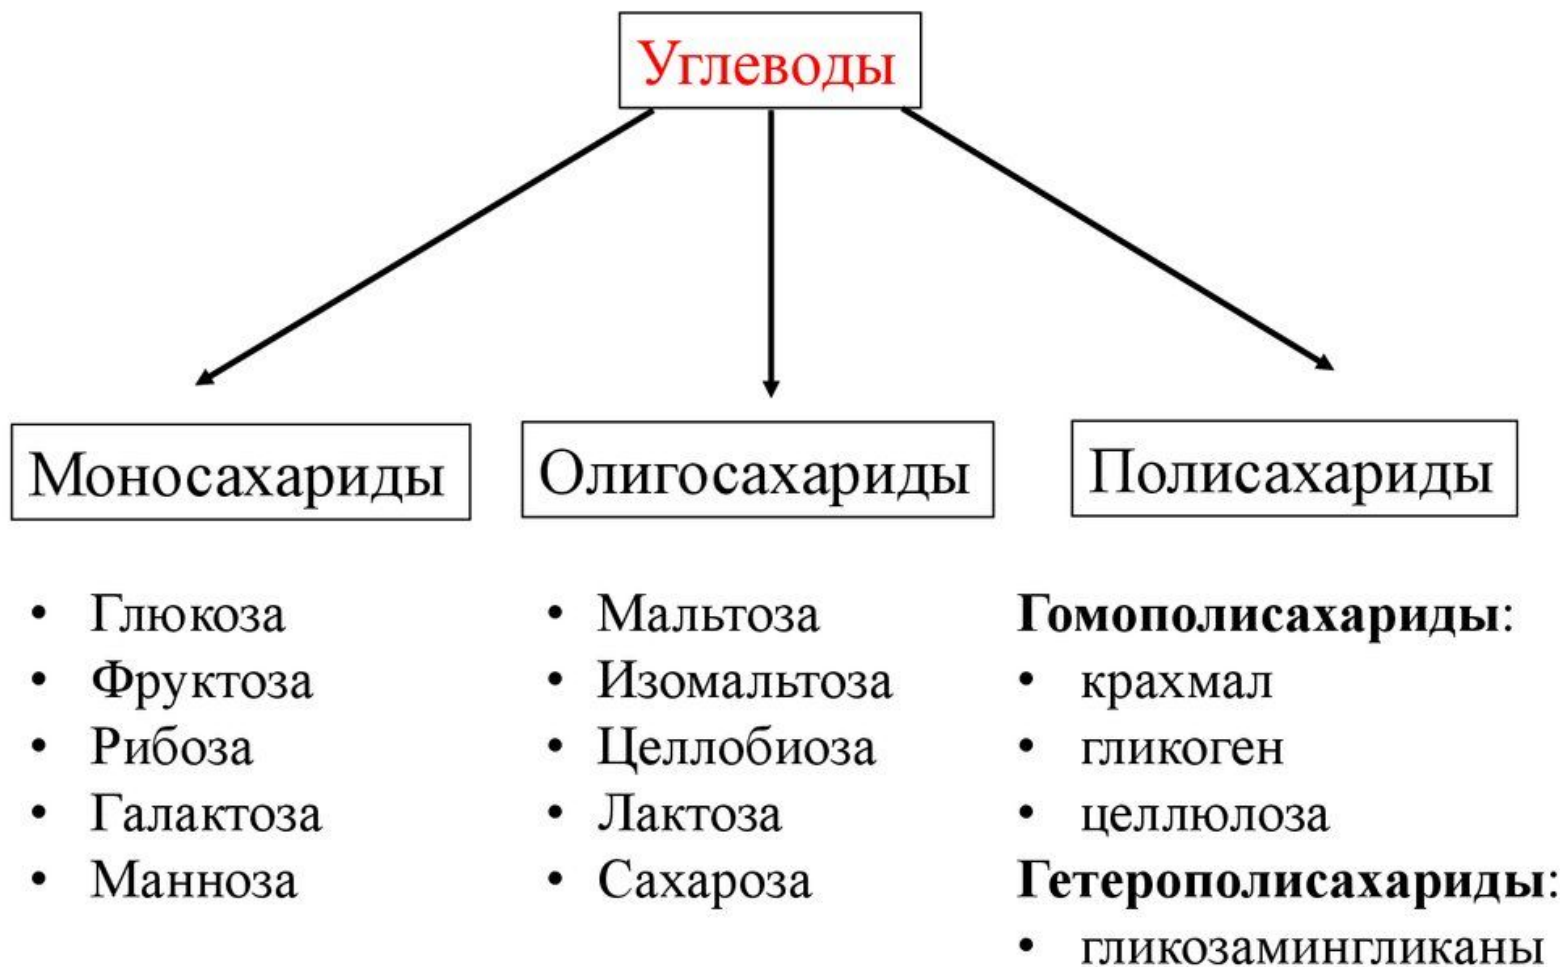 Углеводы
Моносахариды
Олигосахариды
Полисахариды
• Глюкоза
• Фруктоза
• Рибоза
• Галактоза
• Манноза
• Мальтоза
• Изомальтоза
• Целлобиоза
• Лактоза
• Сахароза
Гомополисахариды:
• крахмал
• гликоген
• целлюлоза
Гетерополисахариды:
• гликозамингликаны